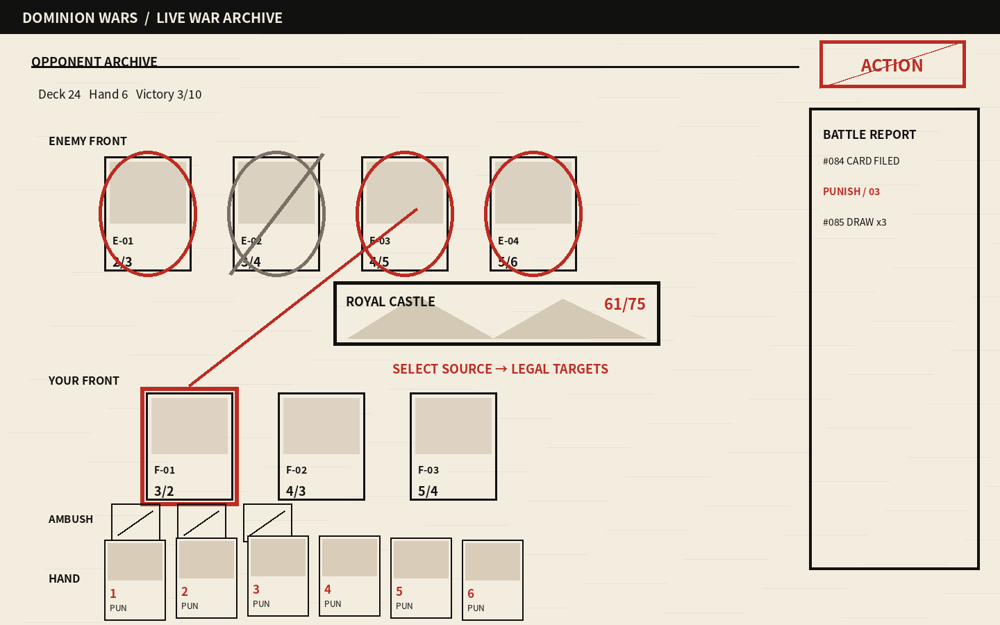 DOMINION WARS / LIVE WAR ARCHIVE
OPPONENT ARCHIVE
ACTION
Deck 24 Hand 6 Victory 3/10
BATTLE REPORT
#084 CARD FILED
PUNISH / 03
#085 DRAW x3
ENEMY FRONT
E-01 E-02 E-03 E-04
2/3 3/4 4/5 5/6
ROYAL CASTLE 61/75
SELECT SOURCE → LEGAL TARGETS
YOUR FRONT
F-01 F-02 F-03
3/2 4/3 5/4
AMBUSH
HAND
1 2 3 4 5 6
PUN PUN PUN PUN PUN PUN